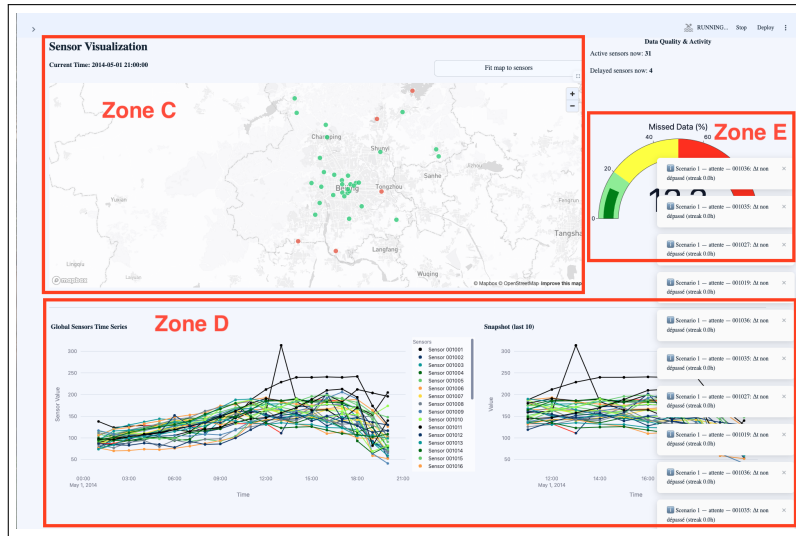 RUNNING... Stop Deploy
Sensor Visualization
Current Time: 2014-05-01 21:00:00
Fit map to sensors
Data Quality & Activity
Active sensors now: 31
Delayed sensors now: 4
Zone C
Changping
Shunyi
Beijing
Tongzhou
Sanhe
Yuxian
Langfang
Wuqing
Lingqiu
Laiyuan
Tangsha
mapbox
© Mapbox © OpenStreetMap Improve this map
Zone E
Missed Data (%)
0
20
40
60
Scenario 1 — attente — 001036: Δt non
dépassé (streak 0.0h)
Scenario 1 — attente — 001035: Δt non
dépassé (streak 0.0h)
Scenario 1 — attente — 001027: Δt non
dépassé (streak 0.0h)
Scenario 1 — attente — 001019: Δt non
dépassé (streak 0.0h)
Scenario 1 — attente — 001036: Δt non
dépassé (streak 0.0h)
Scenario 1 — attente — 001035: Δt non
dépassé (streak 0.0h)
Scenario 1 — attente — 001027: Δt non
dépassé (streak 0.0h)
Scenario 1 — attente — 001019: Δt non
dépassé (streak 0.0h)
Scenario 1 — attente — 001036: Δt non
dépassé (streak 0.0h)
Scenario 1 — attente — 001035: Δt non
dépassé (streak 0.0h)
Zone D
Global Sensors Time Series
Sensor Value
300
250
200
150
100
50
00:00
May 1, 2014
03:00
06:00
09:00
12:00
15:00
18:00
21:00
Time
Sensors
Sensor 001001
Sensor 001002
Sensor 001003
Sensor 001004
Sensor 001005
Sensor 001006
Sensor 001007
Sensor 001008
Sensor 001009
Sensor 001010
Sensor 001011
Sensor 001012
Sensor 001013
Sensor 001014
Sensor 001015
Sensor 001016
Snapshot (last 10)
Value
300
250
200
150
100
50
12:00
May 1, 2014
14:00
16:00
Time